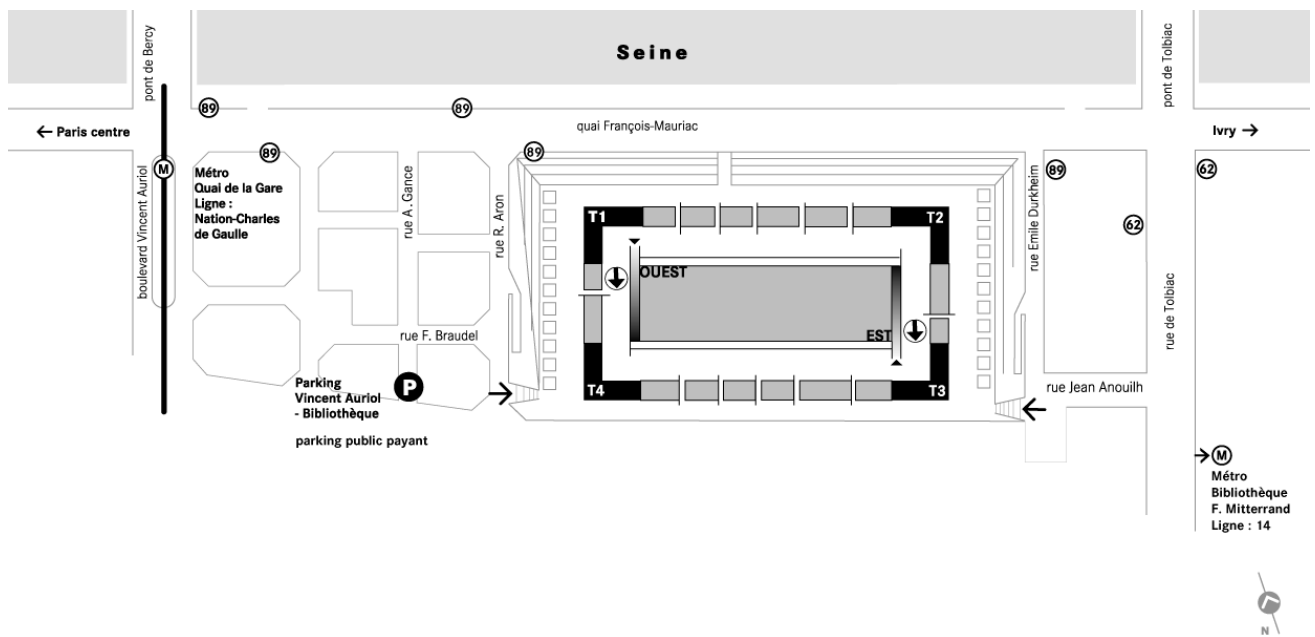 Seine
pont de Bercy
pont de Tolbiac
89
89
← Paris centre
quai François-Mauriac
Ivry →
M
89
89
89
62
Métro
Quai de la Gare
Ligne :
Nation-Charles
de Gaulle
boulevard Vincent Auriol
rue A. Gance
rue R. Aron
T1
T2
rue Emile Durkheim
62
OUEST
EST
rue de Tolbiac
rue F. Braudel
Parking
Vincent Auriol
- Bibliothèque
P
parking public payant
T4
T3
rue Jean Anouilh
M
Métro
Bibliothèque
F. Mitterrand
Ligne : 14
N